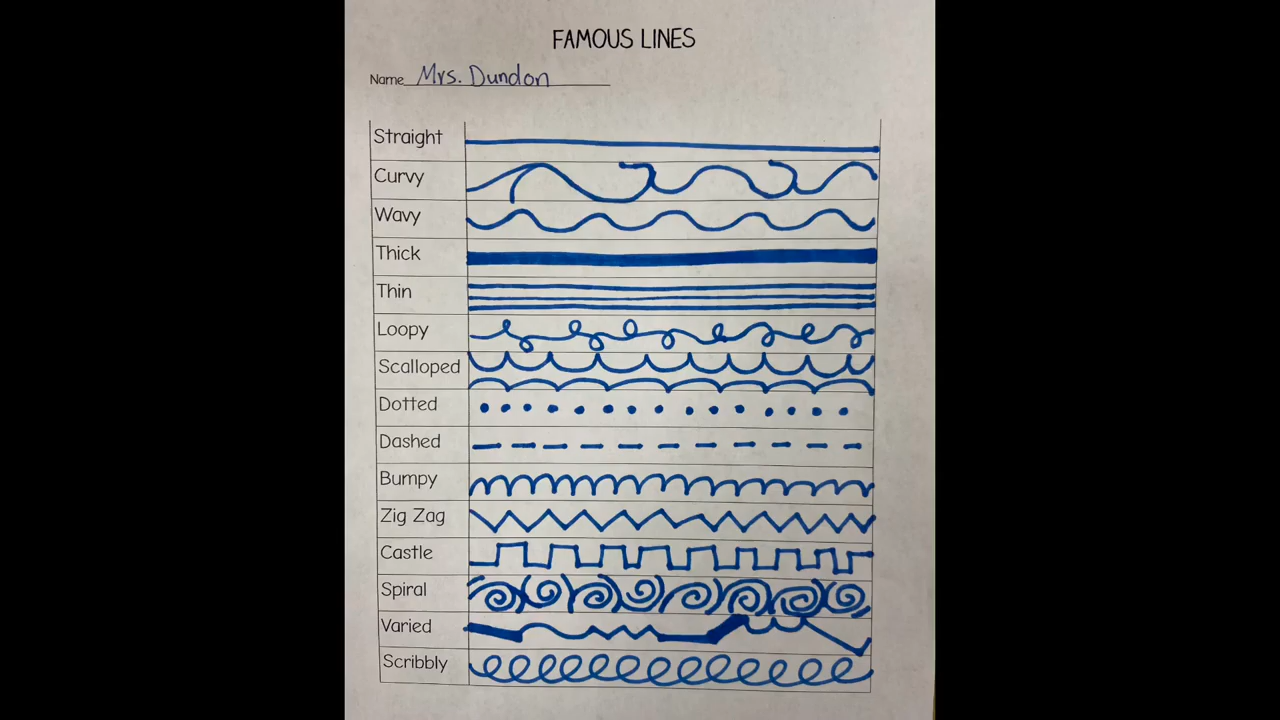 FAMOUS LINES
Name Mrs. Dundon
Straight
Curvy
Wavy
Thick
Thin
Loopy
Scalloped
Dotted
Dashed
Bumpy
Zig Zag
Castle
Spiral
Varied
Scribbly